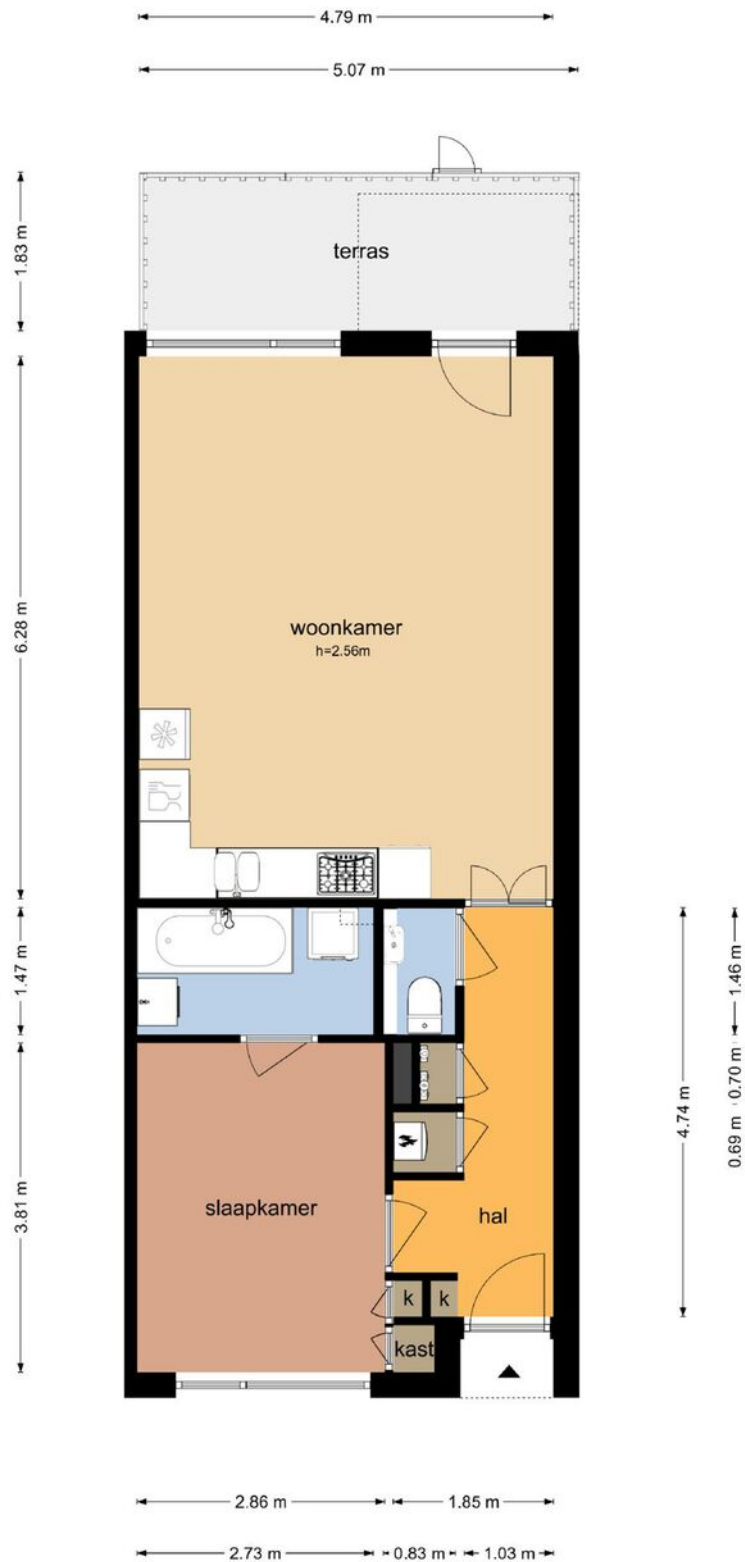 4.79 m
5.07 m
1.83 m
terras
6.28 m
woonkamer
h=2.56m
1.47 m
1.46 m
0.70 m
0.69 m
4.74 m
3.81 m
slaapkamer
hal
k
k
kast
2.86 m
1.85 m
2.73 m
0.83 m
1.03 m